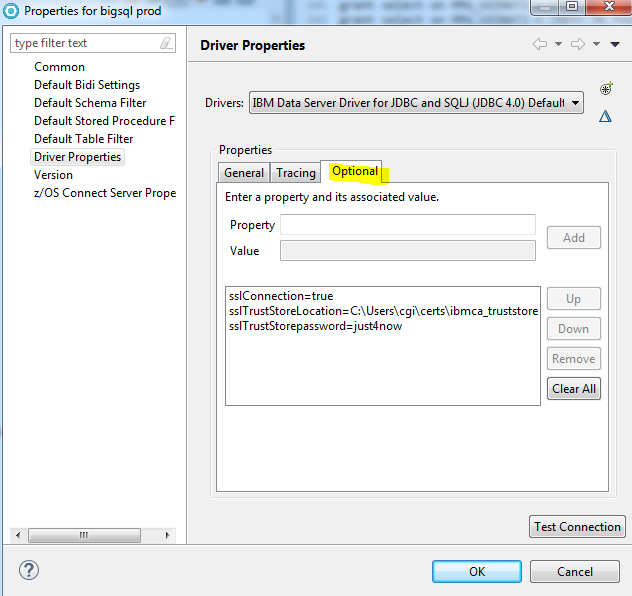 Properties for bigsql prod
type filter text
Common
Default Bidi Settings
Default Schema Filter
Default Stored Procedure F
Default Table Filter
Driver Properties
Version
z/OS Connect Server Prope
Driver Properties
Drivers: IBM Data Server Driver for JDBC and SQLJ (JDBC 4.0) Default
Properties
General Tracing Optional
Enter a property and its associated value.
Property
Value
Add
sslConnection=true
sslTrustStoreLocation=C:\Users\cgi\certs\ibmca_truststore
sslTrustStorepassword=just4now
Up
Down
Remove
Clear All
Test Connection
?
OK Cancel